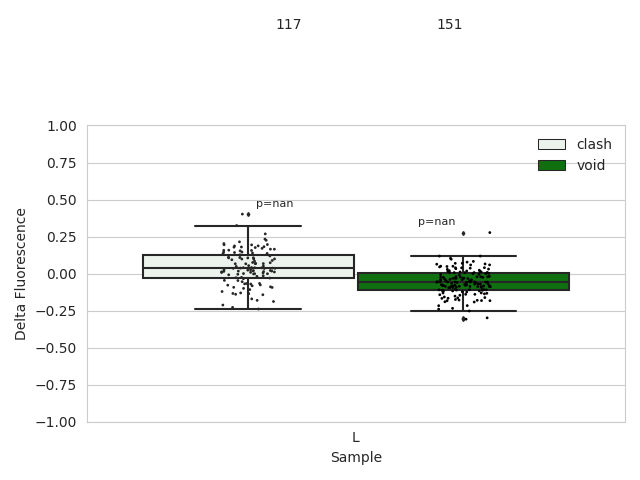 117 151
1.00
0.75
0.50
0.25
0.00
−0.25
−0.50
−0.75
−1.00
Delta Fluorescence
clash
void
p=nan
p=nan
L
Sample